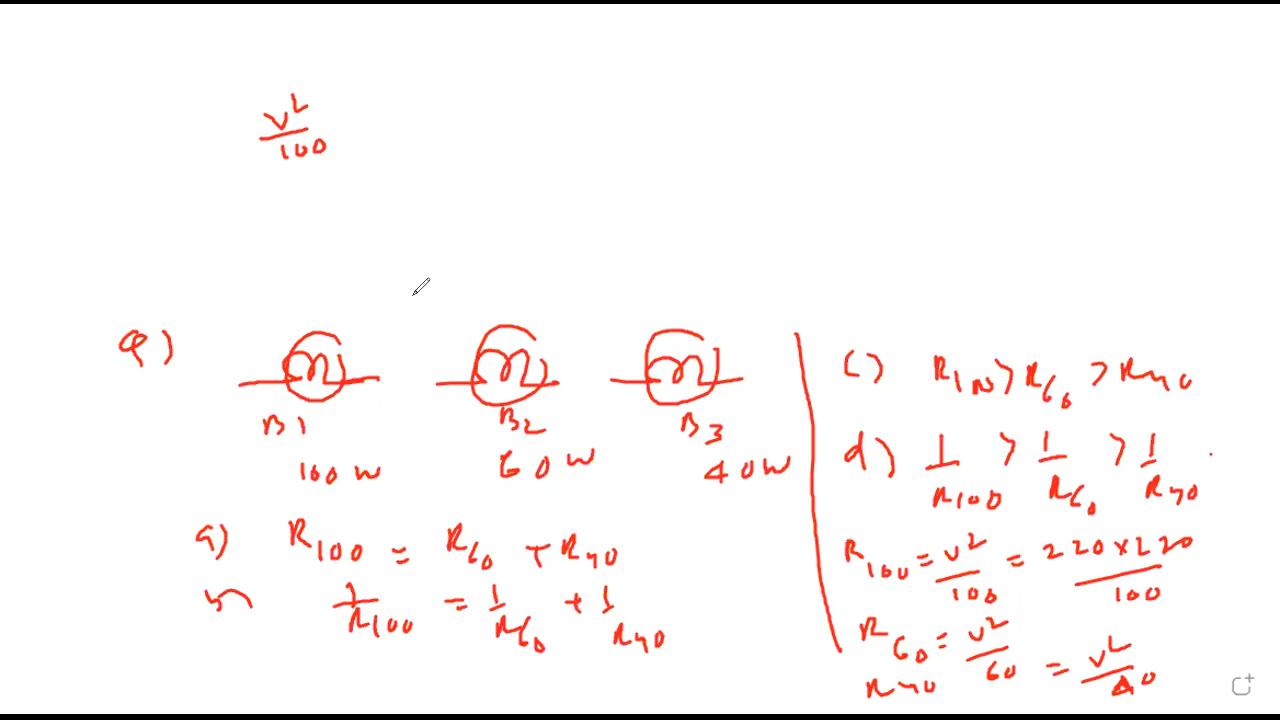 V²/100
Q)
B1
B2
B3
100 W
60 W
40W
a) R100 = R60 + R40
b) 1/R100 = 1/R60 + 1/R40
c) R100 > R60 > R40
d) 1/R100 > 1/R60 > 1/R40
R100 = V²/100 = 220×220/100
R60 = V²/60
R40 = V²/40